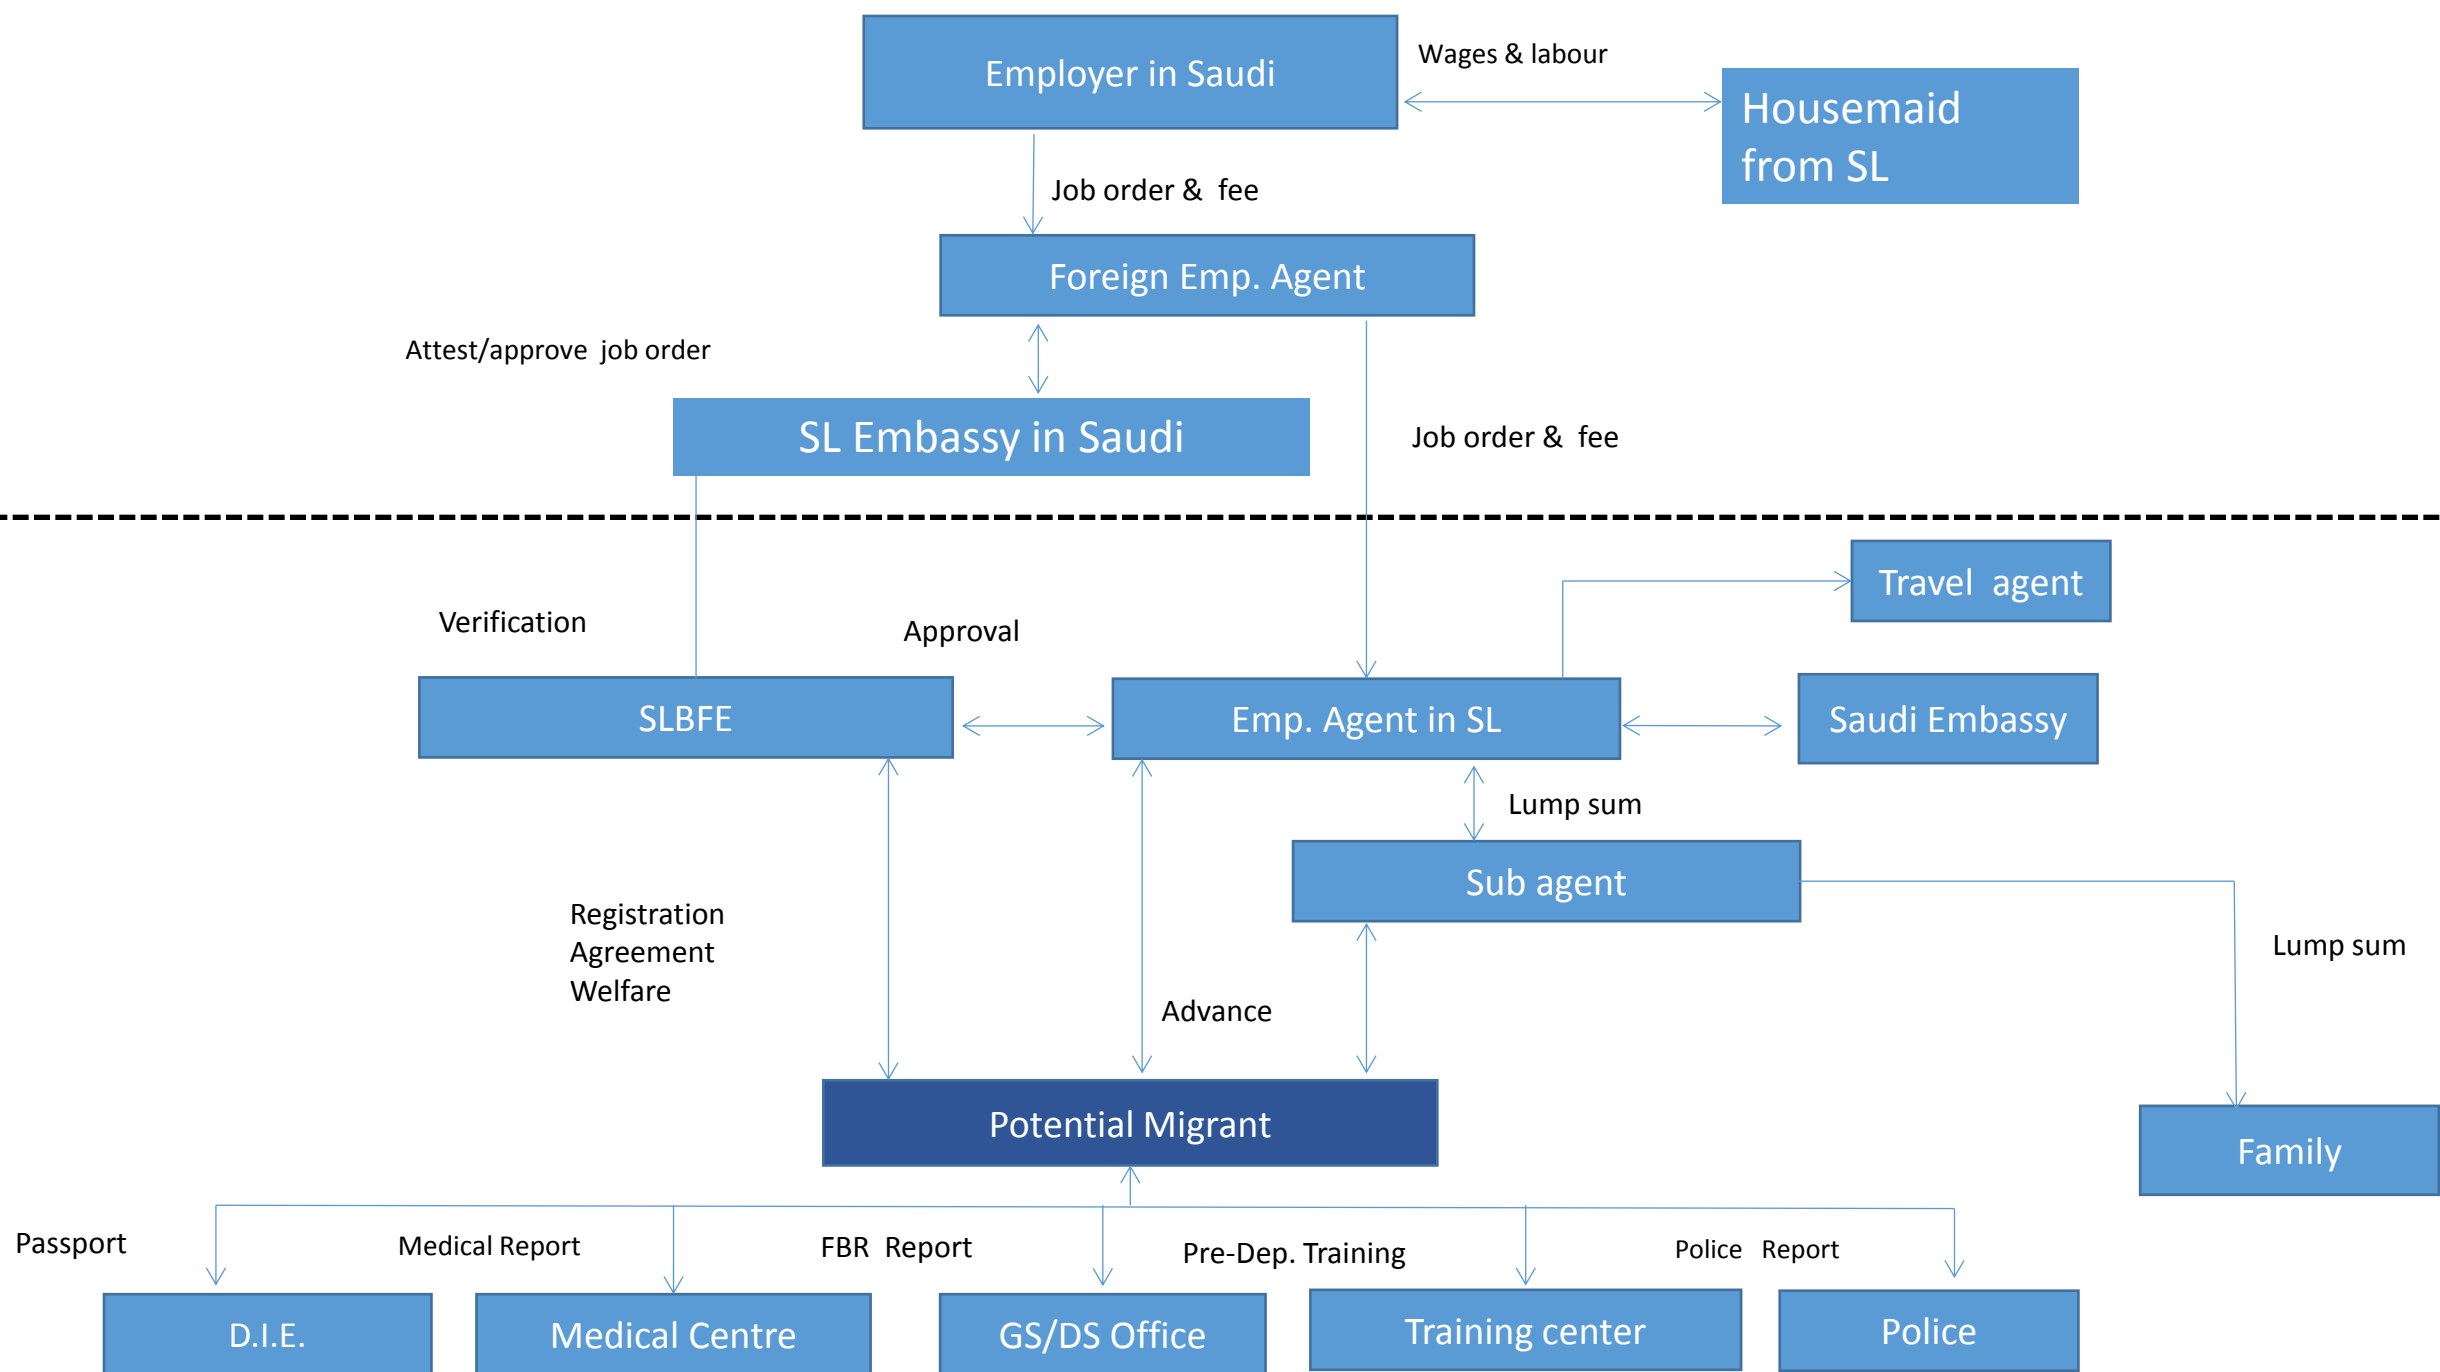 Employer in Saudi
Wages & labour
Housemaid
from SL
Job order & fee
Foreign Emp. Agent
Attest/approve job order
SL Embassy in Saudi
Job order & fee
Travel agent
Verification
Approval
SLBFE
Emp. Agent in SL
Saudi Embassy
Lump sum
Sub agent
Registration
Agreement
Welfare
Lump sum
Advance
Potential Migrant
Family
Passport
Medical Report
FBR Report
Pre-Dep. Training
Police Report
D.I.E.
Medical Centre
GS/DS Office
Training center
Police